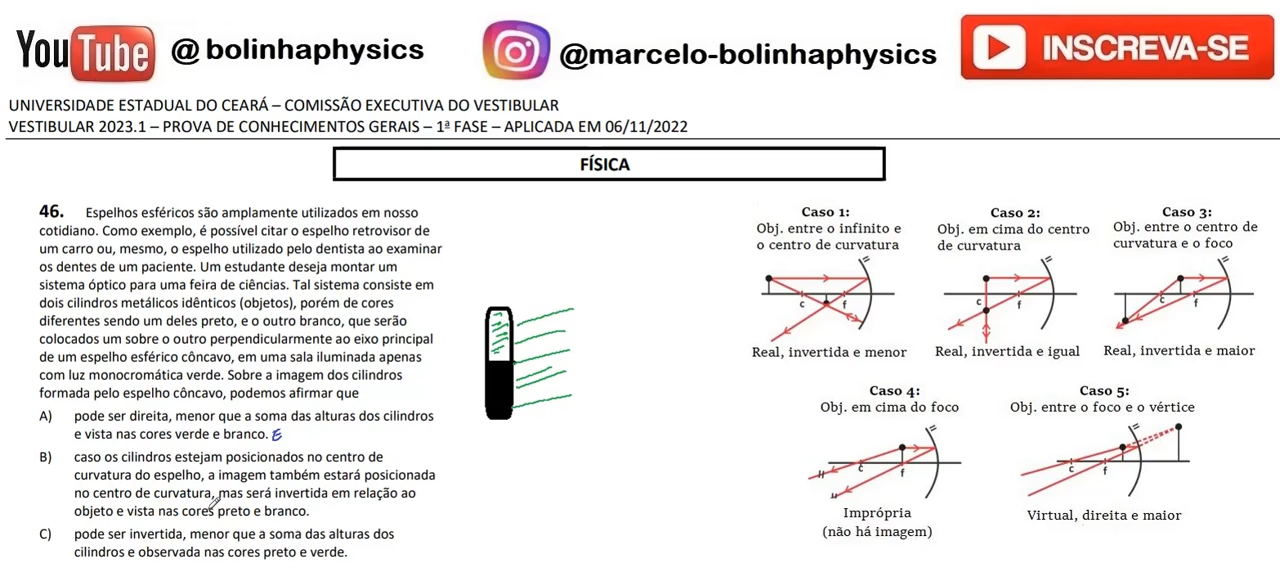 YouTube @ bolinhaphysics
@marcelo-bolinhaphysics
INSCREVA-SE
UNIVERSIDADE ESTADUAL DO CEARÁ – COMISSÃO EXECUTIVA DO VESTIBULAR
VESTIBULAR 2023.1 – PROVA DE CONHECIMENTOS GERAIS – 1ª FASE – APLICADA EM 06/11/2022
FÍSICA
46. Espelhos esféricos são amplamente utilizados em nosso
cotidiano. Como exemplo, é possível citar o espelho retrovisor de
um carro ou, mesmo, o espelho utilizado pelo dentista ao examinar
os dentes de um paciente. Um estudante deseja montar um
sistema óptico para uma feira de ciências. Tal sistema consiste em
dois cilindros metálicos idênticos (objetos), porém de cores
diferentes sendo um deles preto, e o outro branco, que serão
colocados um sobre o outro perpendicularmente ao eixo principal
de um espelho esférico côncavo, em uma sala iluminada apenas
com luz monocromática verde. Sobre a imagem dos cilindros
formada pelo espelho côncavo, podemos afirmar que
A) pode ser direita, menor que a soma das alturas dos cilindros
e vista nas cores verde e branco. E
B) caso os cilindros estejam posicionados no centro de
curvatura do espelho, a imagem também estará posicionada
no centro de curvatura, mas será invertida em relação ao
objeto e vista nas cores preto e branco.
C) pode ser invertida, menor que a soma das alturas dos
cilindros e observada nas cores preto e verde.
Caso 1:
Obj. entre o infinito e
o centro de curvatura
c f
Real, invertida e menor
Caso 2:
Obj. em cima do centro
de curvatura
c f
Real, invertida e igual
Caso 3:
Obj. entre o centro de
curvatura e o foco
c f
Real, invertida e maior
Caso 4:
Obj. em cima do foco
c f
Imprópria
(não há imagem)
Caso 5:
Obj. entre o foco e o vértice
c f
Virtual, direita e maior